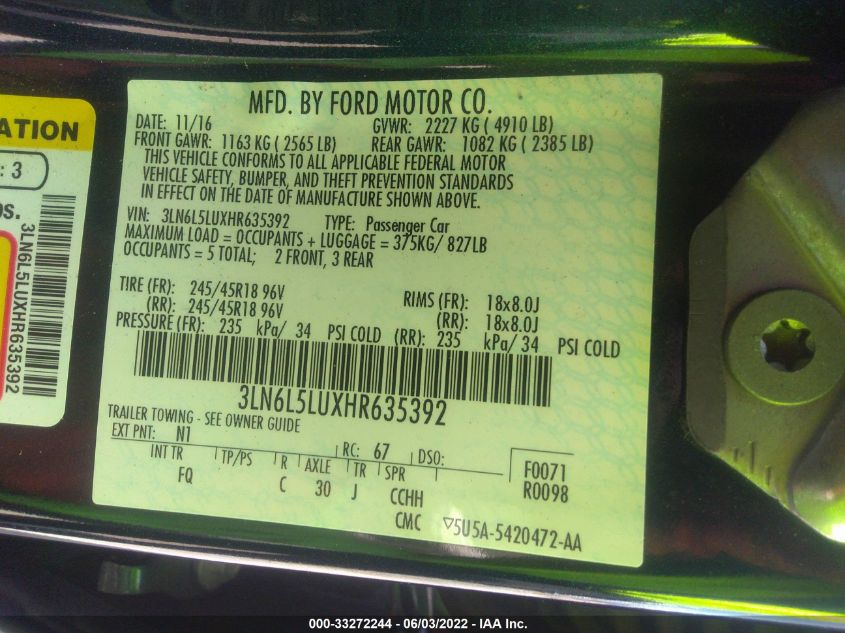 MFD. BY FORD MOTOR CO.
DATE: 11/16 GVWR: 2227 KG ( 4910 LB)
FRONT GAWR: 1163 KG ( 2565 LB) REAR GAWR: 1082 KG ( 2385 LB)
THIS VEHICLE CONFORMS TO ALL APPLICABLE FEDERAL MOTOR
VEHICLE SAFETY, BUMPER, AND THEFT PREVENTION STANDARDS
IN EFFECT ON THE DATE OF MANUFACTURE SHOWN ABOVE.
VIN: 3LN6L5LUXHR635392 TYPE: Passenger Car
MAXIMUM LOAD = OCCUPANTS + LUGGAGE = 375KG/ 827LB
OCCUPANTS = 5 TOTAL; 2 FRONT, 3 REAR
TIRE (FR): 245/45R18 96V RIMS (FR): 18x8.0J
(RR): 245/45R18 96V (RR): 18x8.0J
PRESSURE (FR): 235 kPa/ 34 PSI COLD (RR): 235 kPa/ 34 PSI COLD
3LN6L5LUXHR635392
TRAILER TOWING - SEE OWNER GUIDE
EXT PNT: N1 RC: 67 DSO:
INT TR TP/PS R AXLE TR SPR F0071
FQ C 30 J CCHH R0098
CMC ▽5U5A-5420472-AA
ATION
: 3
os.
3LN6L5LUXHR635392
000-33272244 - 06/03/2022 - IAA Inc.